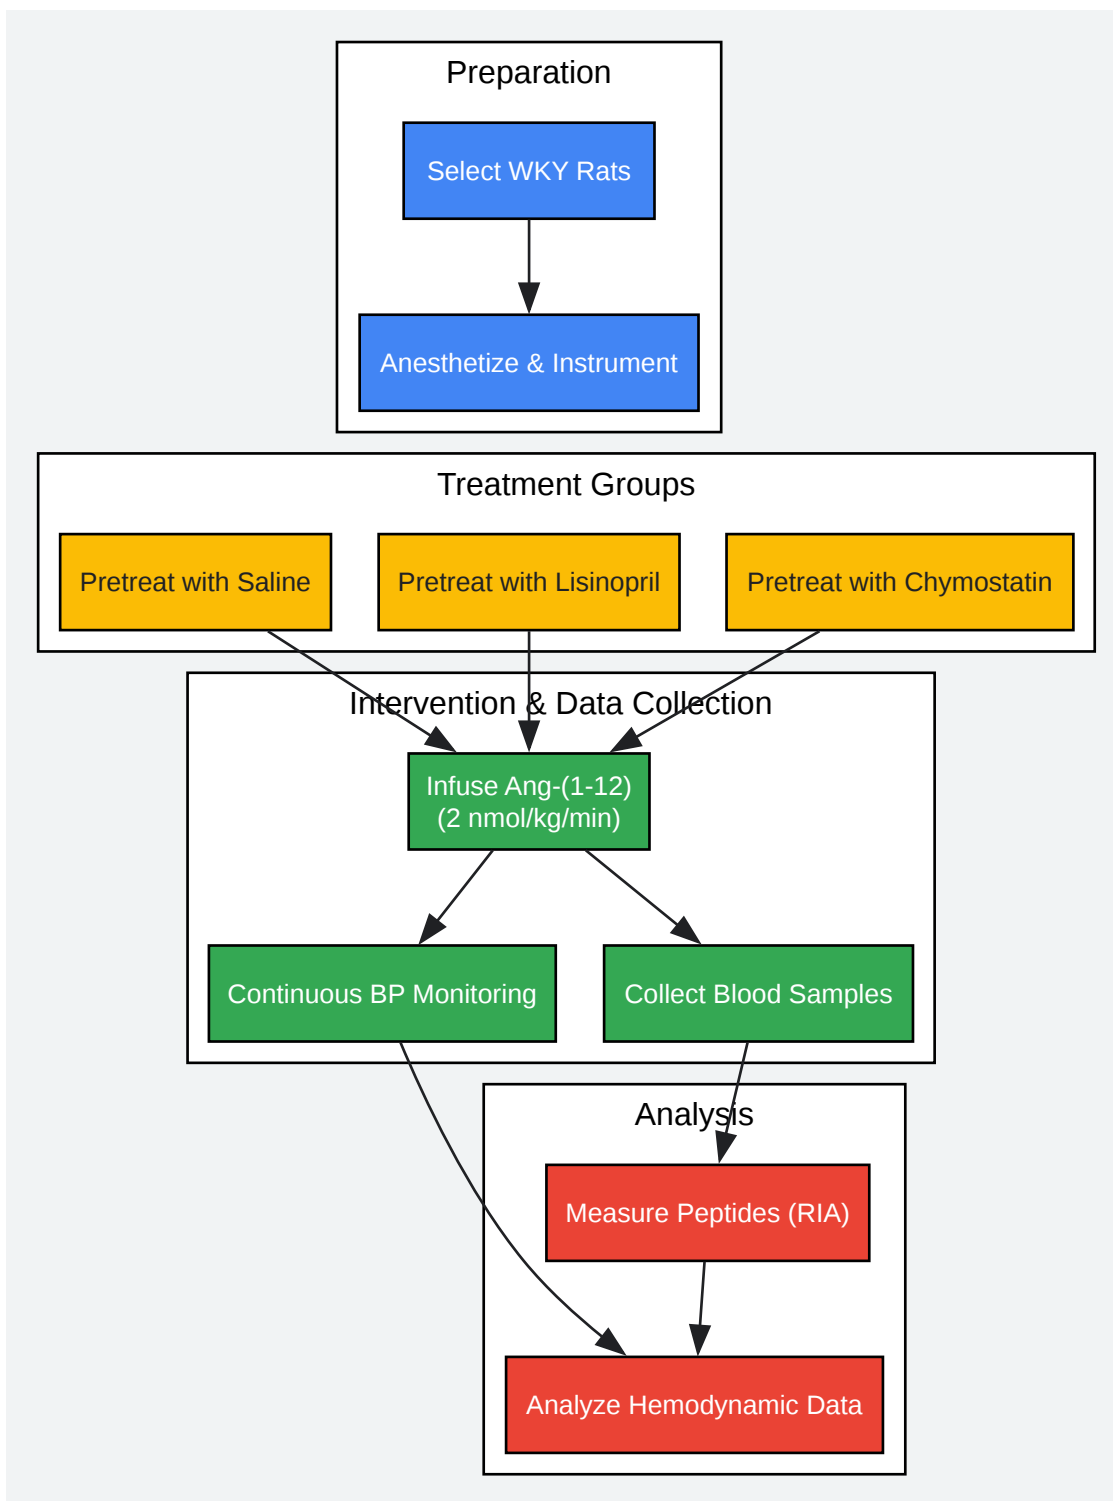 Preparation
Select WKY Rats
Anesthetize & Instrument
Treatment Groups
Pretreat with Saline
Pretreat with Lisinopril
Pretreat with Chymostatin
Intervention & Data Collection
Infuse Ang-(1-12)
(2 nmol/kg/min)
Continuous BP Monitoring
Collect Blood Samples
Analysis
Measure Peptides (RIA)
Analyze Hemodynamic Data